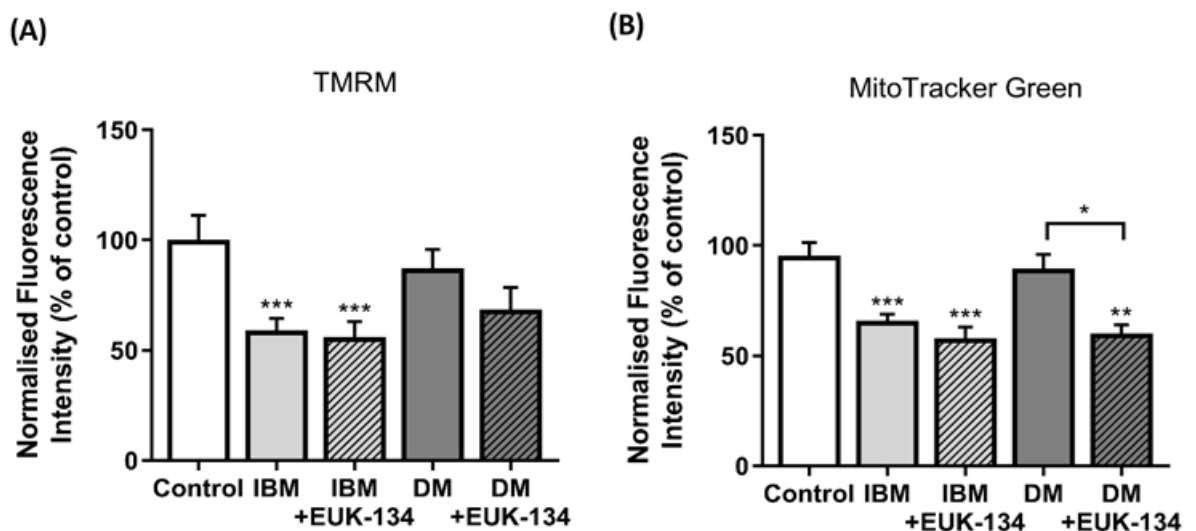 (A)
TMRM
Normalised Fluorescence
Intensity (% of control)
150
100
50
0
***
***
Control IBM IBM DM DM
+EUK-134 +EUK-134
(B)
MitoTracker Green
Normalised Fluorescence
Intensity (% of control)
150
100
50
0
***
***
*
**
Control IBM IBM DM DM
+EUK-134 +EUK-134